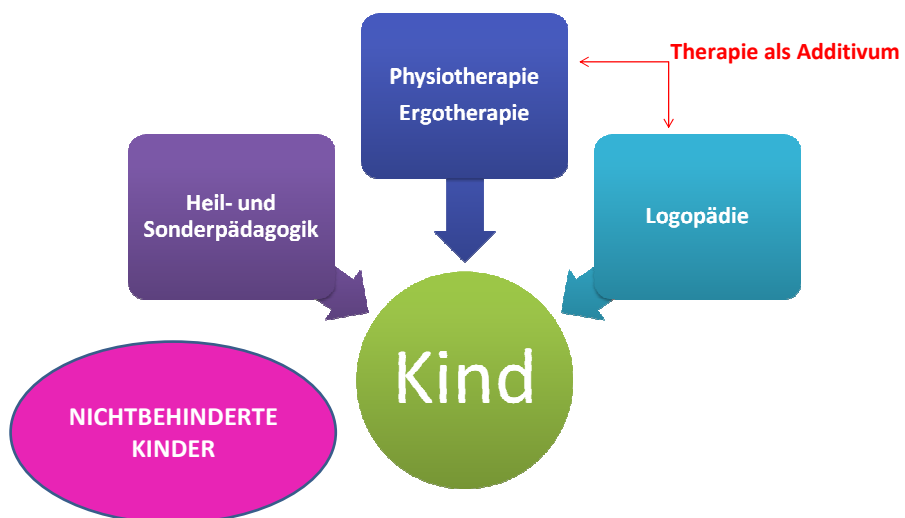 Therapie als Additivum
Physiotherapie
Ergotherapie
Heil- und
Sonderpädagogik
Logopädie
Kind
NICHTBEHINDERTE
KINDER